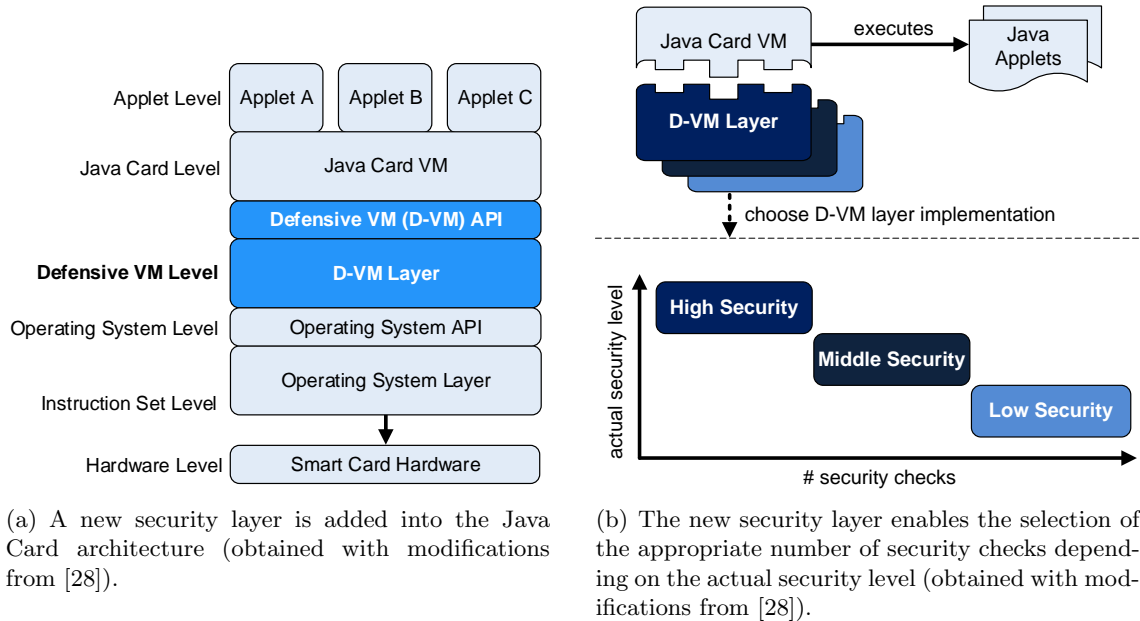 Applet Level
Applet A
Applet B
Applet C
Java Card Level
Java Card VM
Defensive VM (D-VM) API
Defensive VM Level
D-VM Layer
Operating System Level
Operating System API
Operating System Layer
Instruction Set Level
Hardware Level
Smart Card Hardware
(a) A new security layer is added into the Java
Card architecture (obtained with modifications
from [28]).
Java Card VM
executes
Java
Applets
D-VM Layer
choose D-VM layer implementation
actual security level
High Security
Middle Security
Low Security
# security checks
(b) The new security layer enables the selection of
the appropriate number of security checks depend-
ing on the actual security level (obtained with mod-
ifications from [28]).